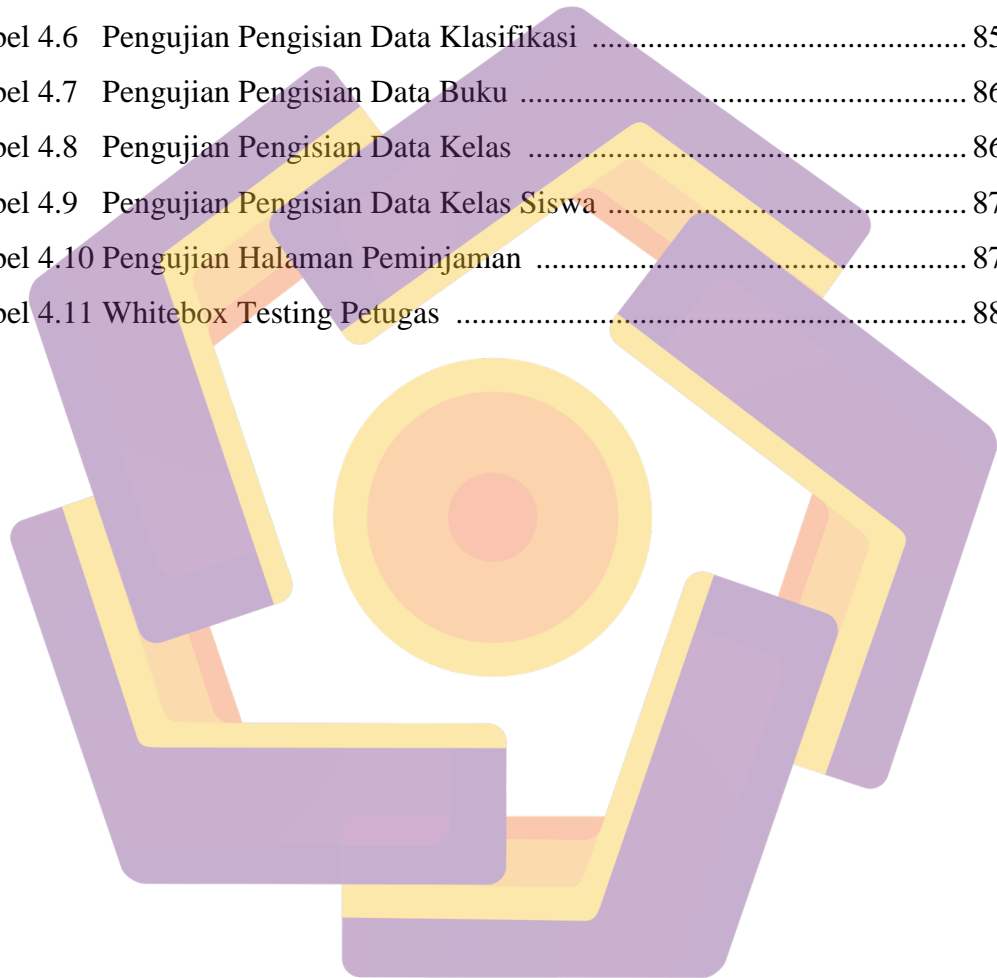 bel 4.6 Pengujian Pengisian Data Klasifikasi ........................................ 85
bel 4.7 Pengujian Pengisian Data Buku ................................................ 86
bel 4.8 Pengujian Pengisian Data Kelas ............................................... 86
bel 4.9 Pengujian Pengisian Data Kelas Siswa ...................................... 87
bel 4.10 Pengujian Halaman Peminjaman .............................................. 87
bel 4.11 Whitebox Testing Petugas ...................................................... 88